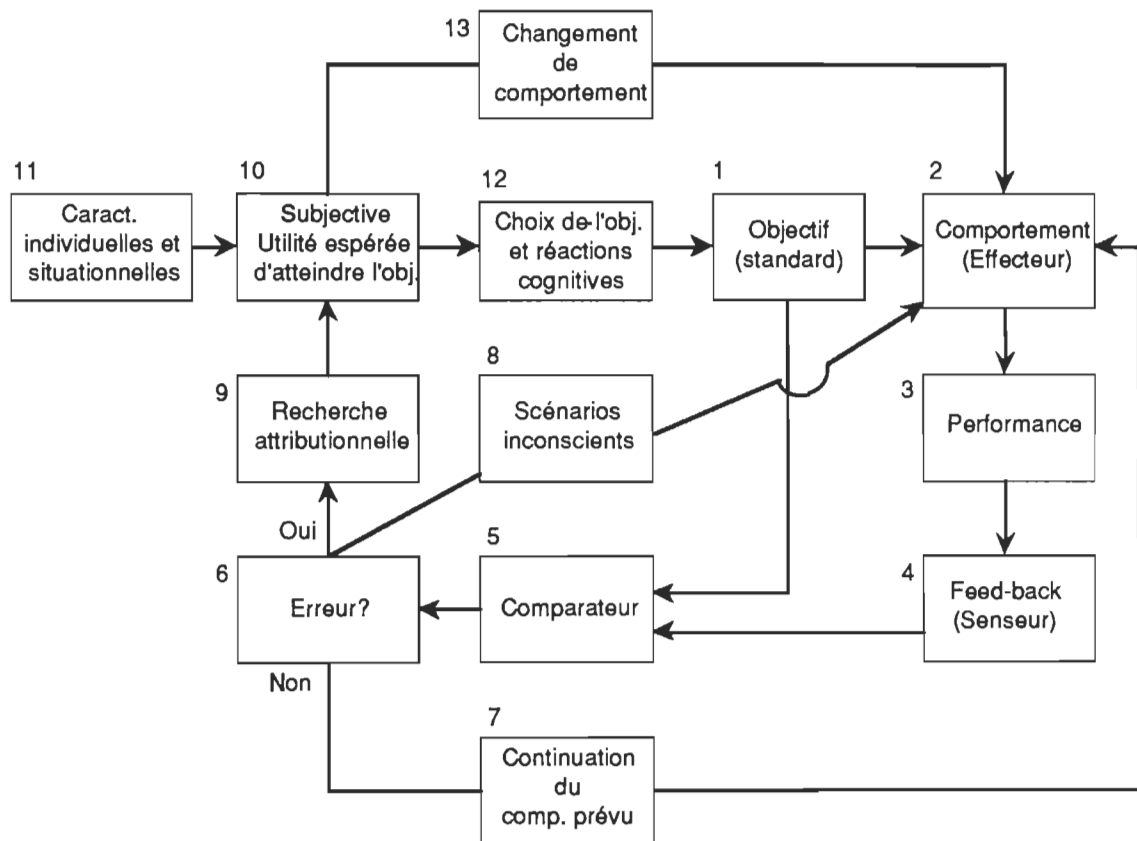 13
Changement
de
comportement
11
Caract.
individuelles et
situationnelles
10
Subjective
Utilité espérée
d'atteindre l'obj.
12
Choix de-l'obj.
et réactions
cognitives
1
Objectif
(standard)
2
Comportement
(Effecteur)
9
Recherche
attributionnelle
8
Scénarios
inconscients
3
Performance
Oui
6
Erreur?
5
Comparateur
4
Feed-back
(Senseur)
Non
7
Continuation
du
comp. prévu